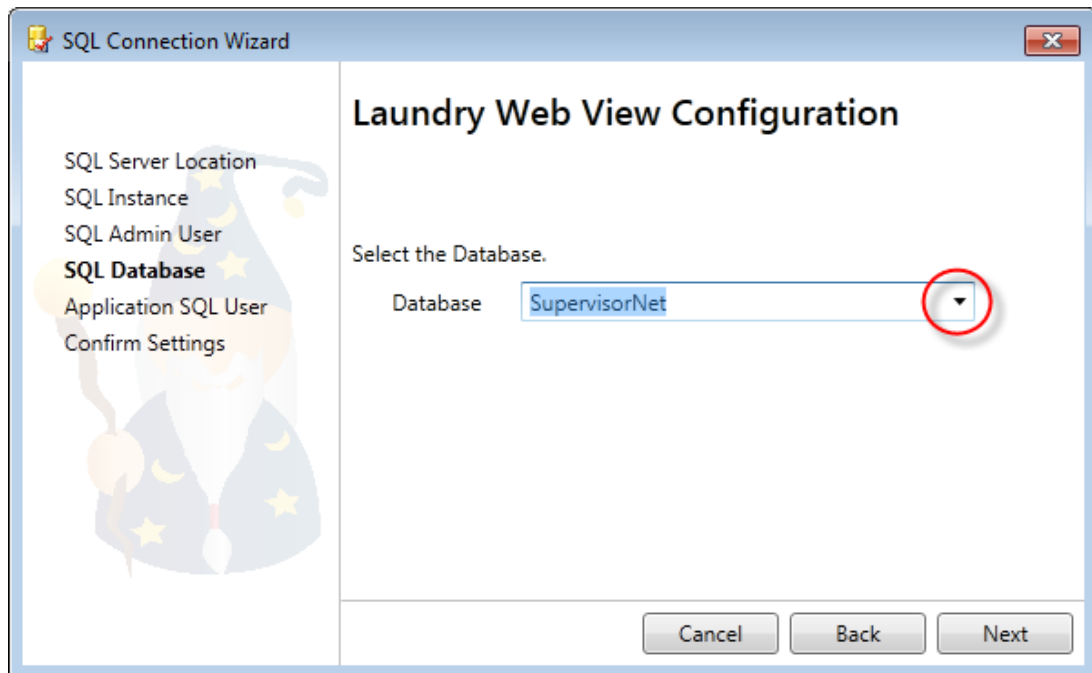 SQL Connection Wizard
SQL Server Location
SQL Instance
SQL Admin User
SQL Database
Application SQL User
Confirm Settings
Laundry Web View Configuration
Select the Database.
Database SupervisorNet
Cancel Back Next